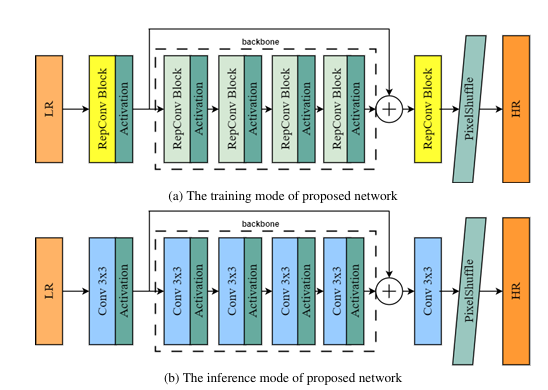 backbone
LR
RepConv Block
Activation
RepConv Block
Activation
RepConv Block
Activation
RepConv Block
Activation
RepConv Block
Activation
+
RepConv Block
PixelShuffle
HR
(a) The training mode of proposed network
backbone
LR
Conv 3x3
Activation
Conv 3x3
Activation
Conv 3x3
Activation
Conv 3x3
Activation
Conv 3x3
Activation
+
Conv 3x3
PixelShuffle
HR
(b) The inference mode of proposed network